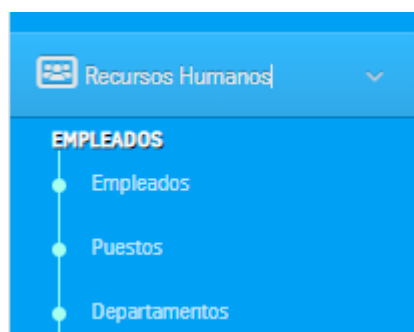 Recursos Humanos
EMPLEADOS
Empleados
Puestos
Departamentos